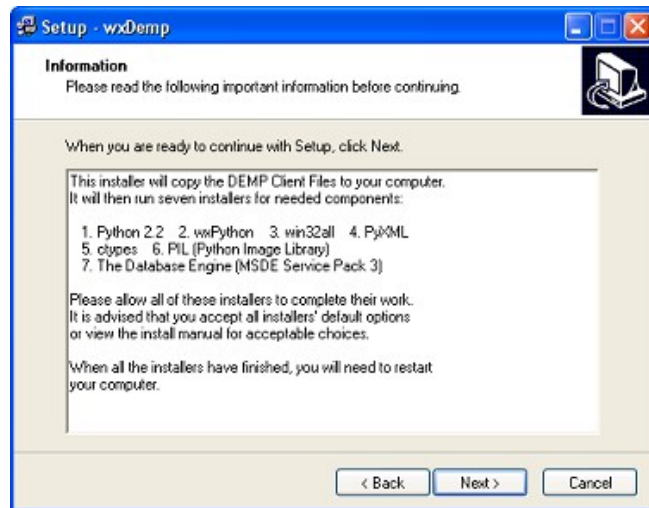 Setup - wxDemp
Information
Please read the following important information before continuing.
When you are ready to continue with Setup, click Next.
This installer will copy the DEMP Client Files to your computer.
It will then run seven installers for needed components:
1. Python 2.2   2. wxPython   3. win32all   4. PyXML
5. ctypes   6. PIL (Python Image Library)
7. The Database Engine (MSDE Service Pack 3)
Please allow all of these installers to complete their work.
It is advised that you accept all installers' default options
or view the install manual for acceptable choices.
When all the installers have finished, you will need to restart
your computer.
< Back   Next >   Cancel